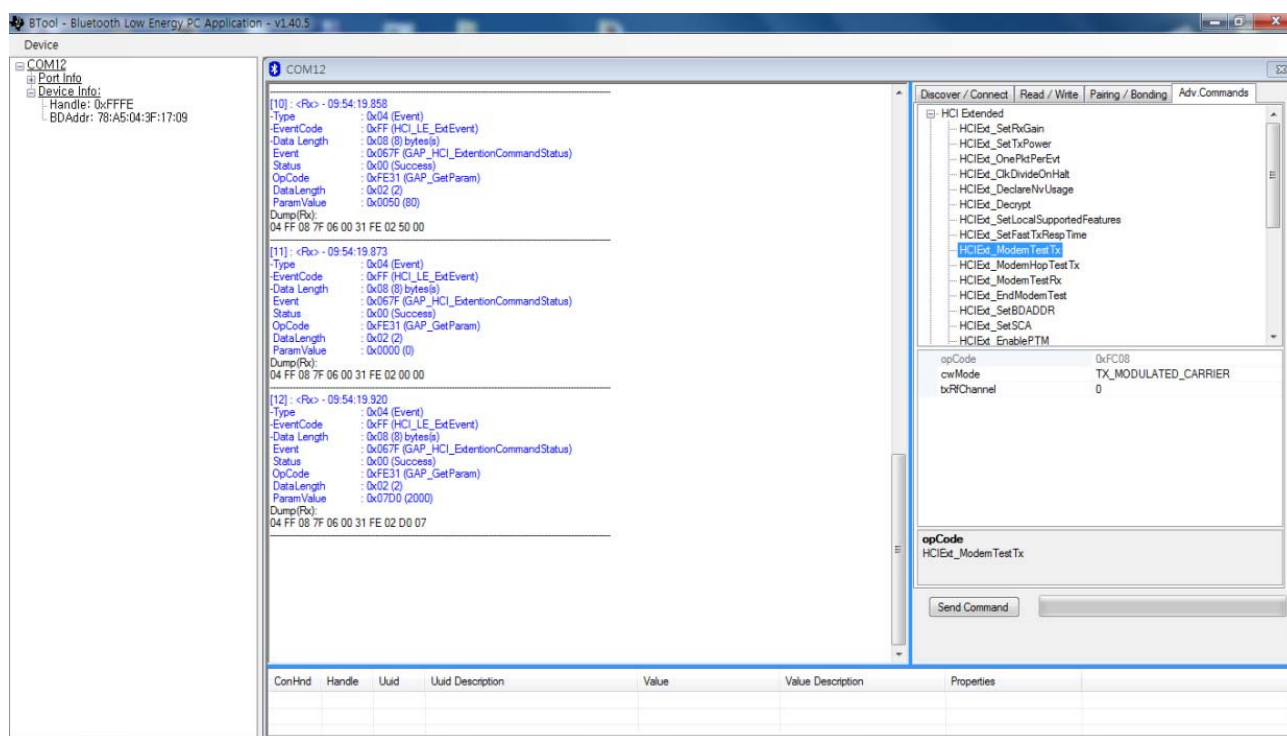 BTool - Bluetooth Low Energy PC Application - v1.40.5
Device
COM12
Port Info
Device Info:
Handle: 0xFFFE
BDAddr: 78:A5:04:3F:17:09
COM12
[10] : <Rx> - 09:54:19.858
-Type : 0x04 (Event)
-EventCode : 0xFF (HCI_LE_ExtEvent)
-Data Length : 0x08 (8) bytes(s)
Event : 0x067F (GAP_HCI_ExtentionCommandStatus)
Status : 0x00 (Success)
OpCode : 0xFE31 (GAP_GetParam)
DataLength : 0x02 (2)
ParamValue : 0x0050 (80)
Dump(Rx):
04 FF 08 7F 06 00 31 FE 02 50 00
[11] : <Rx> - 09:54:19.873
-Type : 0x04 (Event)
-EventCode : 0xFF (HCI_LE_ExtEvent)
-Data Length : 0x08 (8) bytes(s)
Event : 0x067F (GAP_HCI_ExtentionCommandStatus)
Status : 0x00 (Success)
OpCode : 0xFE31 (GAP_GetParam)
DataLength : 0x02 (2)
ParamValue : 0x0000 (0)
Dump(Rx):
04 FF 08 7F 06 00 31 FE 02 00 00
[12] : <Rx> - 09:54:19.920
-Type : 0x04 (Event)
-EventCode : 0xFF (HCI_LE_ExtEvent)
-Data Length : 0x08 (8) bytes(s)
Event : 0x067F (GAP_HCI_ExtentionCommandStatus)
Status : 0x00 (Success)
OpCode : 0xFE31 (GAP_GetParam)
DataLength : 0x02 (2)
ParamValue : 0x07D0 (2000)
Dump(Rx):
04 FF 08 7F 06 00 31 FE 02 D0 07
Discover / Connect Read / Write Pairing / Bonding Adv.Commands
HCI Extended
HCIExt_SetRxGain
HCIExt_SetTxPower
HCIExt_OnePktPerEvt
HCIExt_ClkDivideOnHalt
HCIExt_DeclareNvUsage
HCIExt_Decrypt
HCIExt_SetLocalSupportedFeatures
HCIExt_SetFastTxRespTime
HCIExt_ModemTestTx
HCIExt_ModemHopTestTx
HCIExt_ModemTestRx
HCIExt_EndModemTest
HCIExt_SetBDADDR
HCIExt_SetSCA
HCIExt_EnablePTM
opCode 0xFC08
cwMode TX_MODULATED_CARRIER
txRfChannel 0
opCode
HCIExt_ModemTestTx
Send Command
ConHnd Handle Uuid Uuid Description Value Value Description Properties